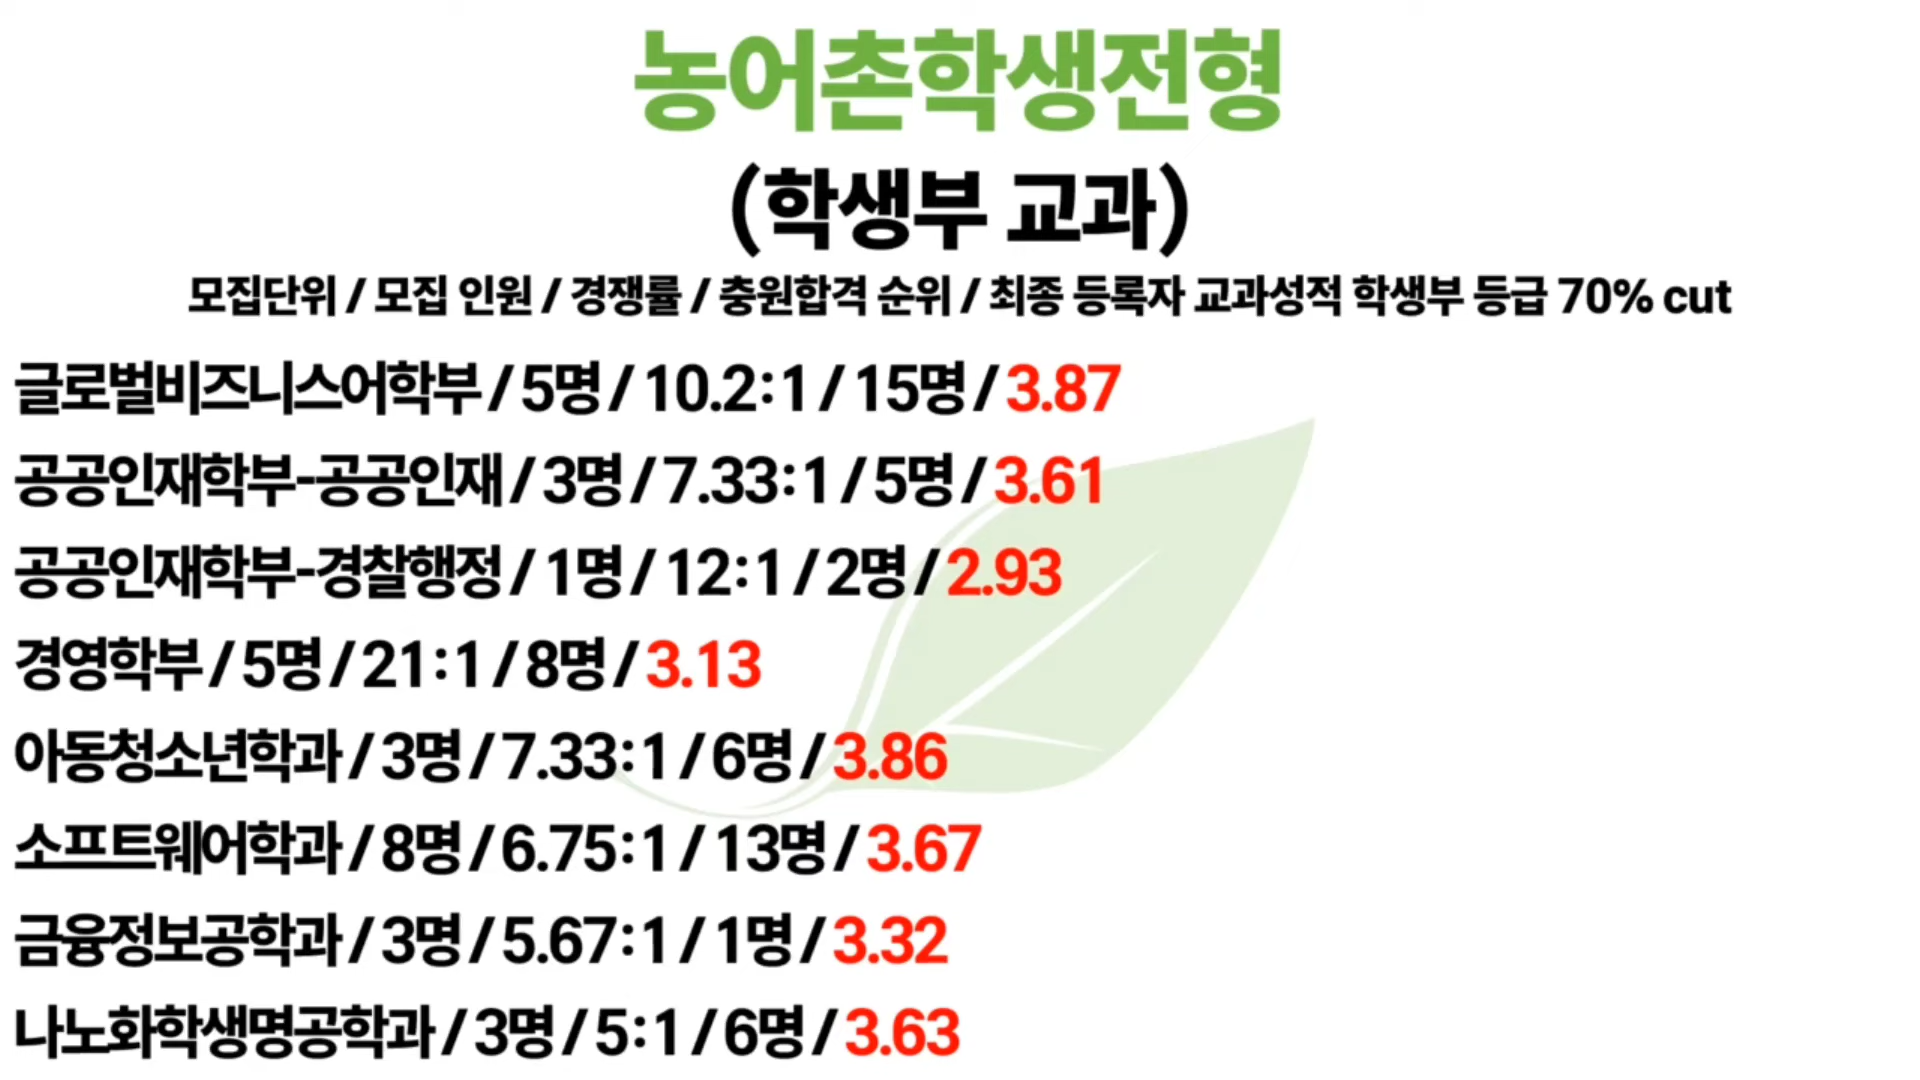 농어촌학생전형
(학생부 교과)
모집단위 / 모집 인원 / 경쟁률 / 충원합격 순위 / 최종 등록자 교과성적 학생부 등급 70% cut
글로벌비즈니스어학부 / 5명 / 10.2:1 / 15명 / 3.87
공공인재학부-공공인재 / 3명 / 7.33:1 / 5명 / 3.61
공공인재학부-경찰행정 / 1명 / 12:1 / 2명 / 2.93
경영학부 / 5명 / 21:1 / 8명 / 3.13
아동청소년학과 / 3명 / 7.33:1 / 6명 / 3.86
소프트웨어학과 / 8명 / 6.75:1 / 13명 / 3.67
금융정보공학과 / 3명 / 5.67:1 / 1명 / 3.32
나노화학생명공학과 / 3명 / 5:1 / 6명 / 3.63